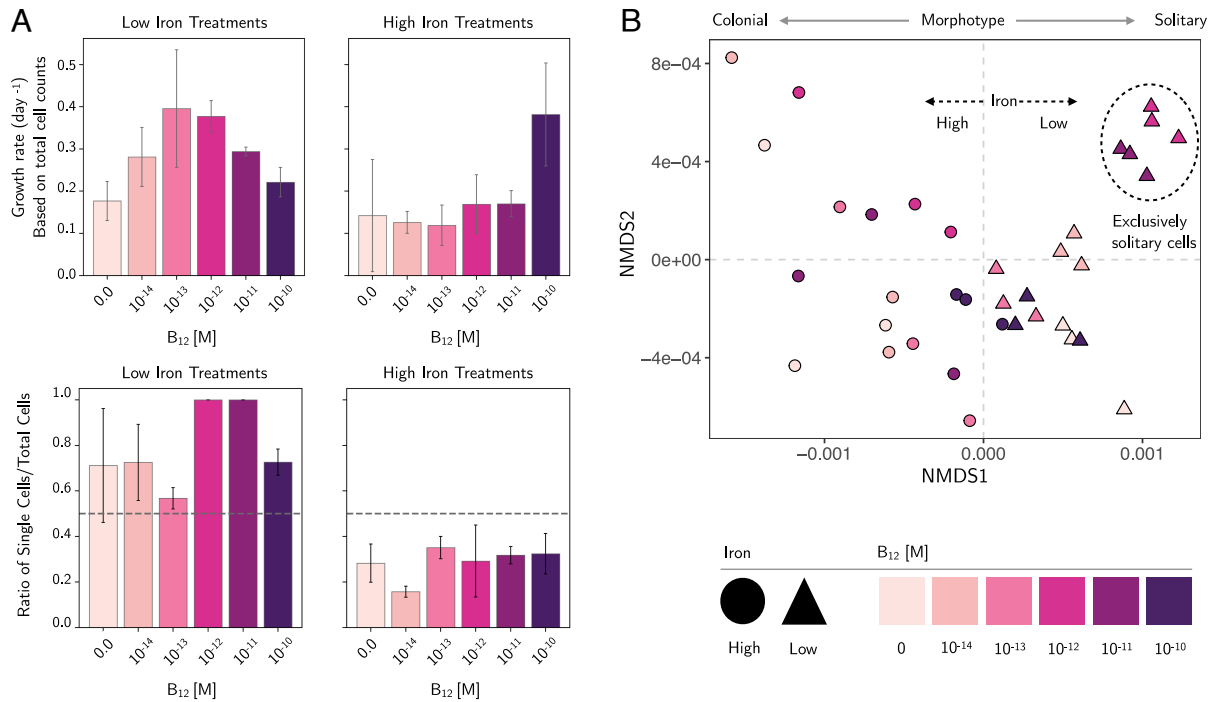 A
Low Iron Treatments
High Iron Treatments
Growth rate (day⁻¹)
Based on total cell counts
0.5
0.4
0.3
0.2
0.1
0.0
0.0 10⁻¹⁴ 10⁻¹³ 10⁻¹² 10⁻¹¹ 10⁻¹⁰
B₁₂ [M]
0.0 10⁻¹⁴ 10⁻¹³ 10⁻¹² 10⁻¹¹ 10⁻¹⁰
B₁₂ [M]
Low Iron Treatments
High Iron Treatments
Ratio of Single Cells/Total Cells
1.0
0.8
0.6
0.4
0.2
0.0
0.0 10⁻¹⁴ 10⁻¹³ 10⁻¹² 10⁻¹¹ 10⁻¹⁰
B₁₂ [M]
0.0 10⁻¹⁴ 10⁻¹³ 10⁻¹² 10⁻¹¹ 10⁻¹⁰
B₁₂ [M]
B
Colonial Morphotype Solitary
Iron
High Low
Exclusively
solitary cells
NMDS2
8e−04
4e−04
0e+00
−4e−04
−0.001 0.000 0.001
NMDS1
Iron
High Low
B₁₂ [M]
0 10⁻¹⁴ 10⁻¹³ 10⁻¹² 10⁻¹¹ 10⁻¹⁰